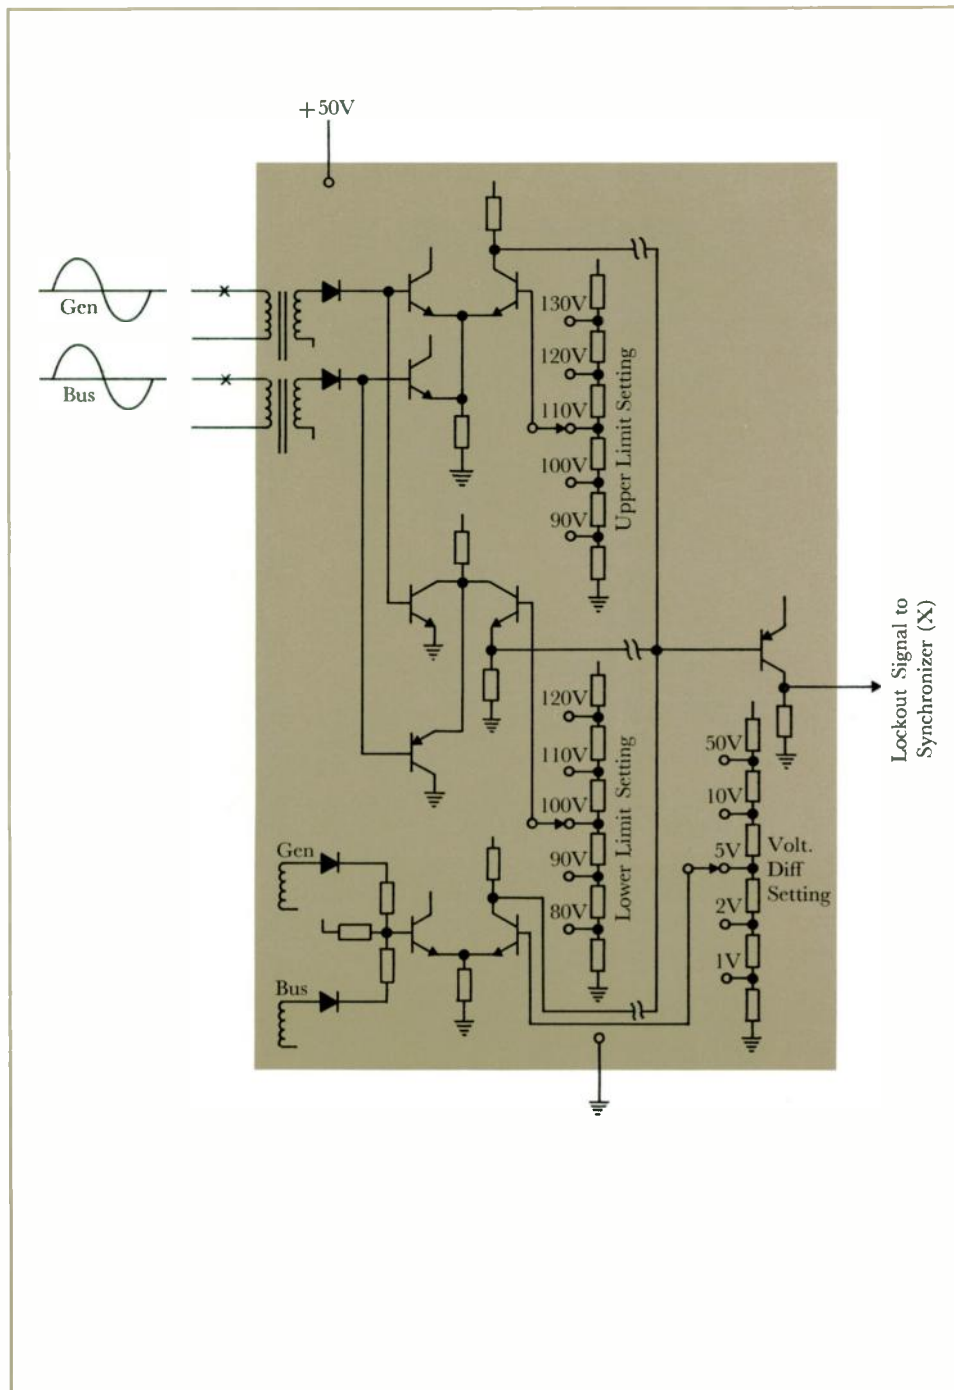 +50V
Gen
Bus
130V
120V
110V
100V
90V
Upper Limit Setting
120V
110V
100V
90V
80V
Lower Limit Setting
Gen
Bus
50V
10V
5V
2V
1V
Volt.
Diff
Setting
Lockout Signal to
Synchronizer (X)